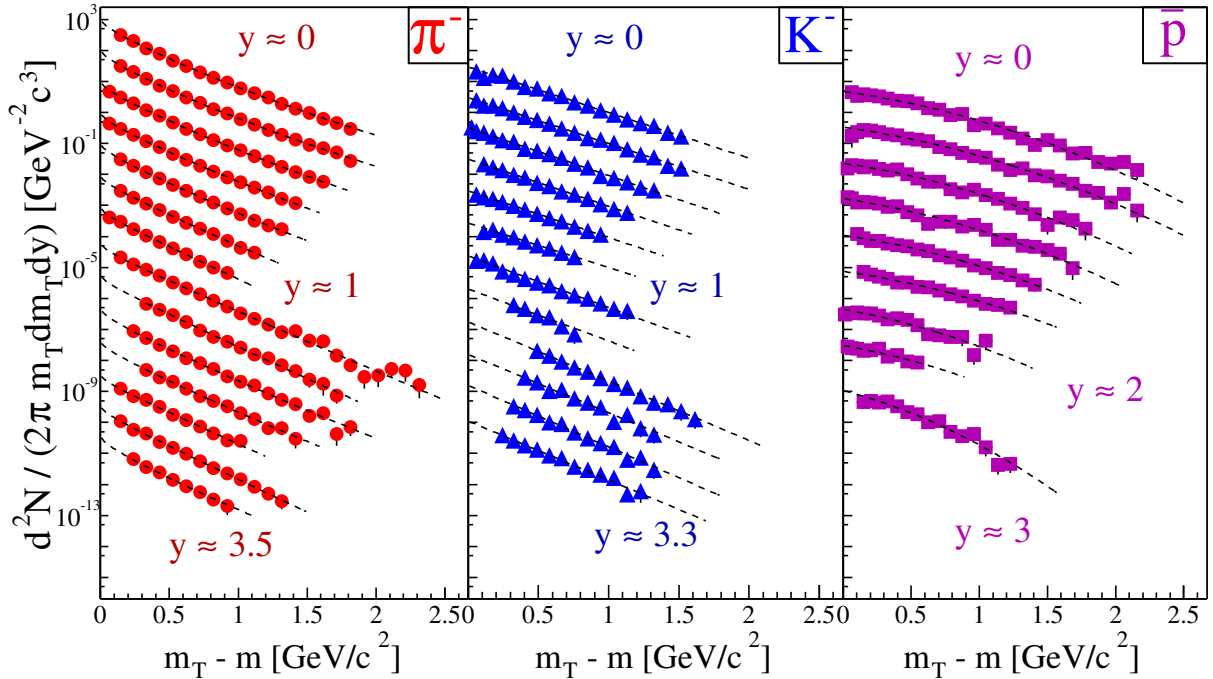 d²N / (2π m_T dm_T dy) [GeV⁻² c³]
10³
10⁻¹
10⁻⁵
10⁻⁹
10⁻¹³
π⁻
y ≈ 0
y ≈ 1
y ≈ 3.5
K⁻
y ≈ 0
y ≈ 1
y ≈ 3.3
p̄
y ≈ 0
y ≈ 2
y ≈ 3
0 0.5 1 1.5 2 2.5
0.5 1 1.5 2 2.5
0.5 1 1.5 2 2.5
m_T - m [GeV/c²]
m_T - m [GeV/c²]
m_T - m [GeV/c²]